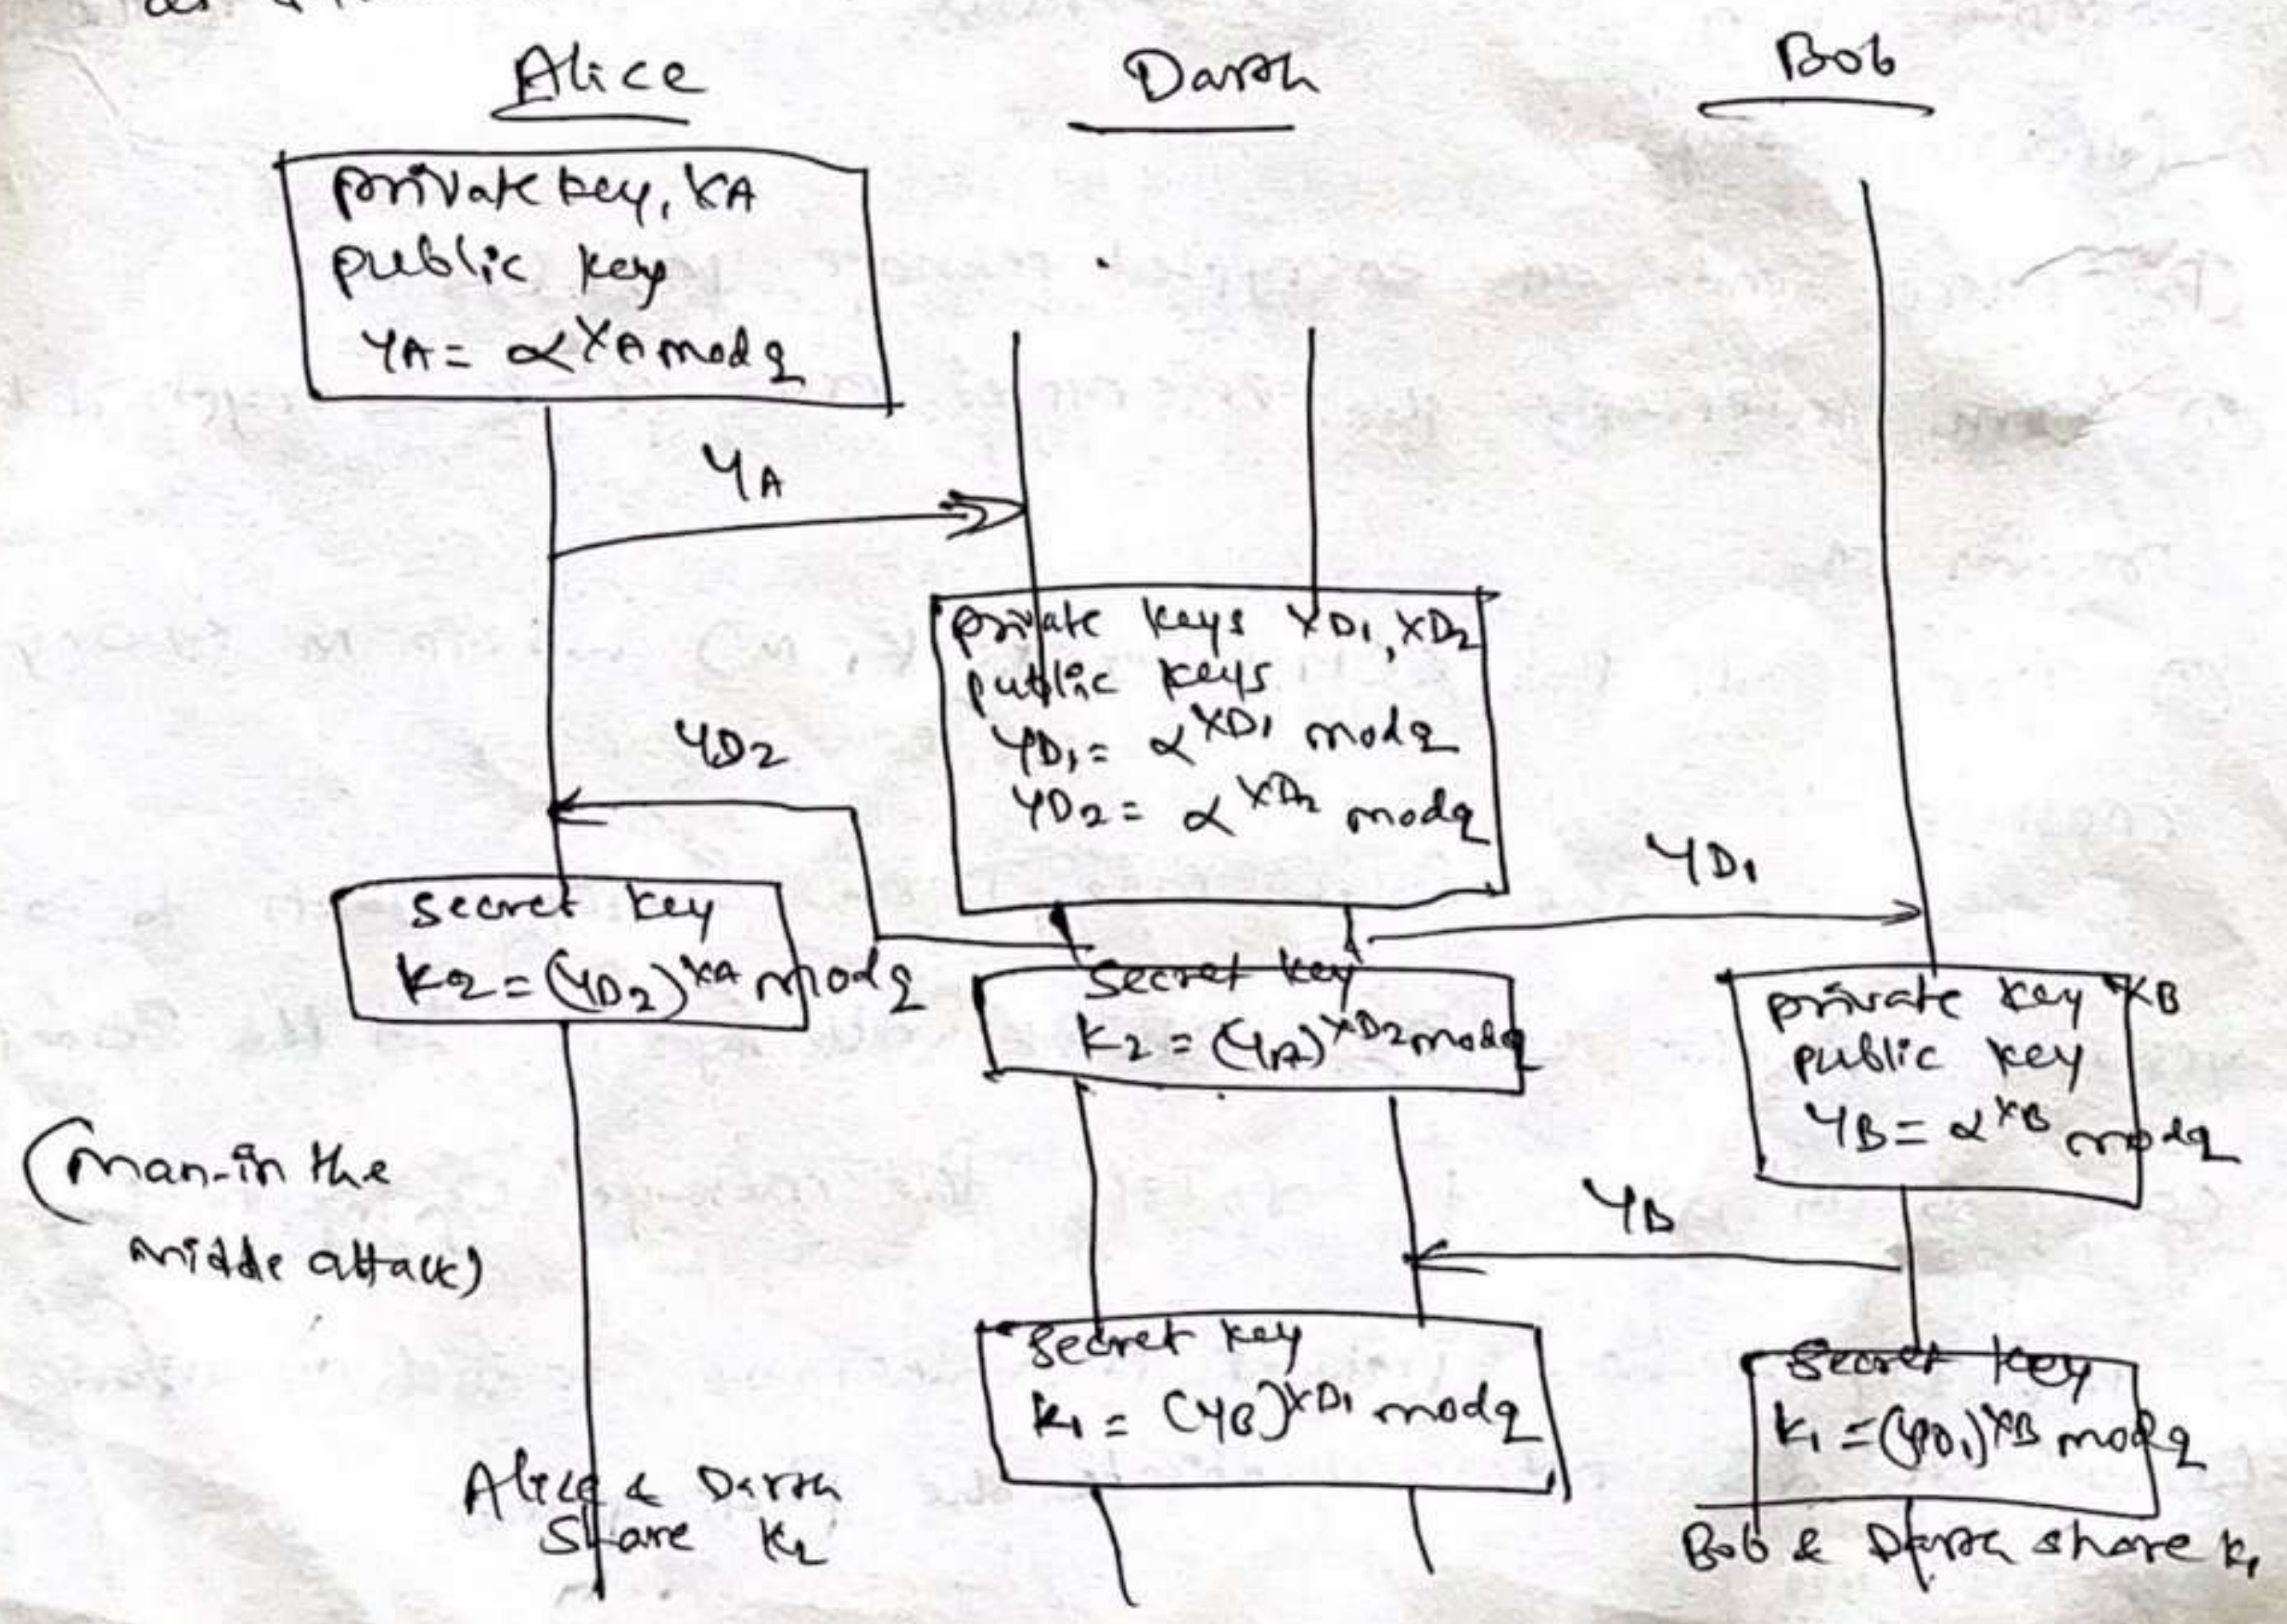 Alice
Darth
Bob
private key, XA
public key
YA = αXA mod q
YA
private keys XD1, XD2
public keys
YD1 = αXD1 mod q
YD2 = αXD2 mod q
YD2
YD1
secret key
K2 = (YD2)XA mod q
secret key
K2 = (YA)XD2 mod q
private key XB
public key
YB = αXB mod q
(man-in the
midde attack)
YB
secret key
K1 = (YB)XD1 mod q
secret key
K1 = (YD1)XB mod q
Alice & Darth
Share K2
Bob & Darth share K1